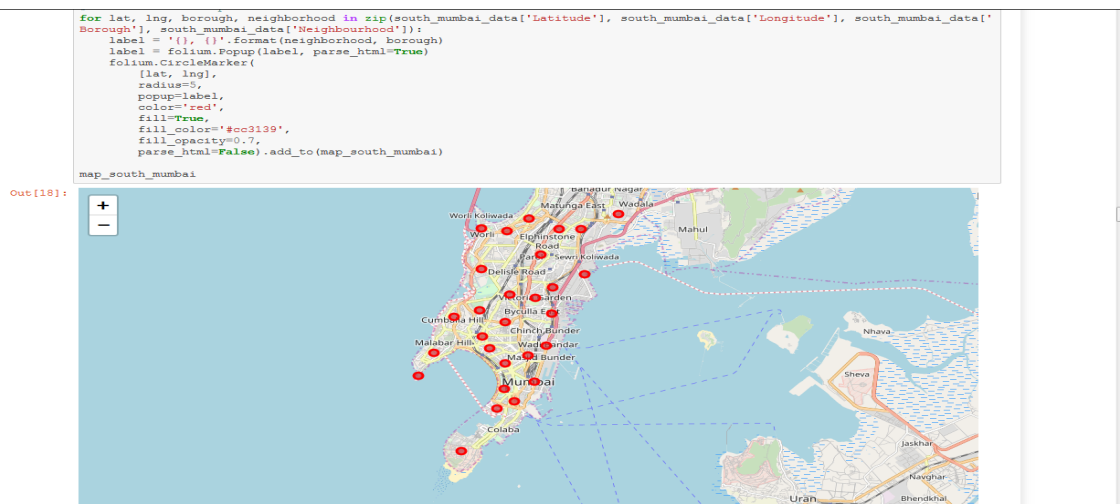 for lat, lng, borough, neighborhood in zip(south_mumbai_data['Latitude'], south_mumbai_data['Longitude'], south_mumbai_data['
Borough'], south_mumbai_data['Neighbourhood']):
    label = '{}, {}'.format(neighborhood, borough)
    label = folium.Popup(label, parse_html=True)
    folium.CircleMarker(
        [lat, lng],
        radius=5,
        popup=label,
        color='red',
        fill=True,
        fill_color='#cc3139',
        fill_opacity=0.7,
        parse_html=False).add_to(map_south_mumbai)
map_south_mumbai
Out[18]:
+
−
Bahadur Nagar
Matunga East
Wadala
Worli Koliwada
Mahul
Worli
Elphinstone
Road
Sewri Koliwada
Delisle Road
Victoria Garden
Byculla East
Cumballa Hill
Chinch Bunder
Nhava
Malabar Hill
Wadi Bandar
Masjid Bunder
Sheva
Mumbai
Colaba
Jaskhar
Navghar
Uran
Bhendkhal